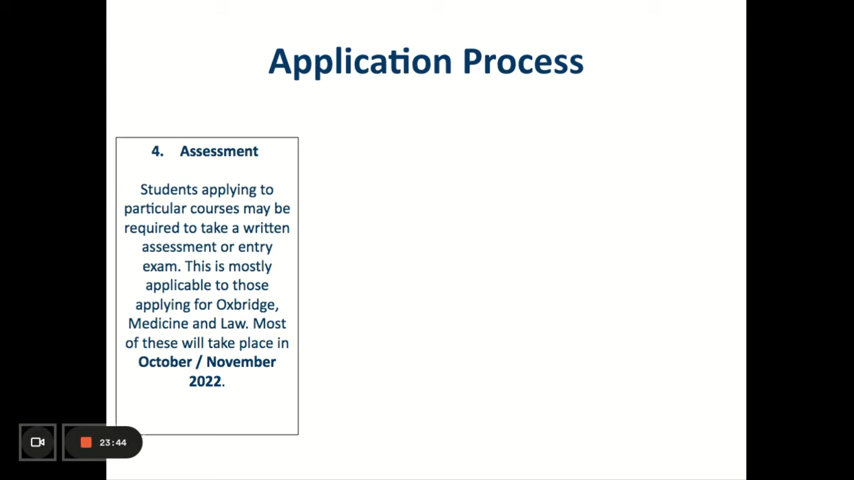 Application Process
4. Assessment
Students applying to
particular courses may be
required to take a written
assessment or entry
exam. This is mostly
applicable to those
applying for Oxbridge,
Medicine and Law. Most
of these will take place in
October / November
2022.
23:44